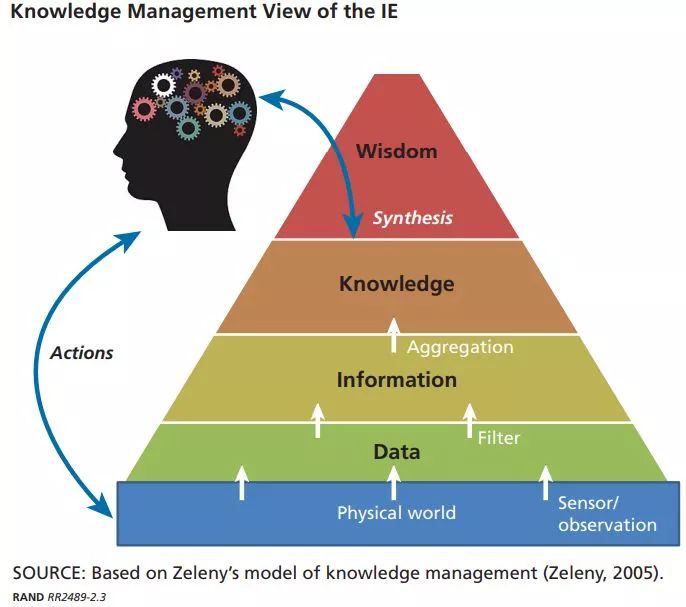 Knowledge Management View of the IE
Wisdom
Synthesis
Knowledge
Actions
Aggregation
Information
Filter
Data
Physical world
Sensor/
observation
SOURCE: Based on Zeleny's model of knowledge management (Zeleny, 2005).
RAND RR2489-2.3